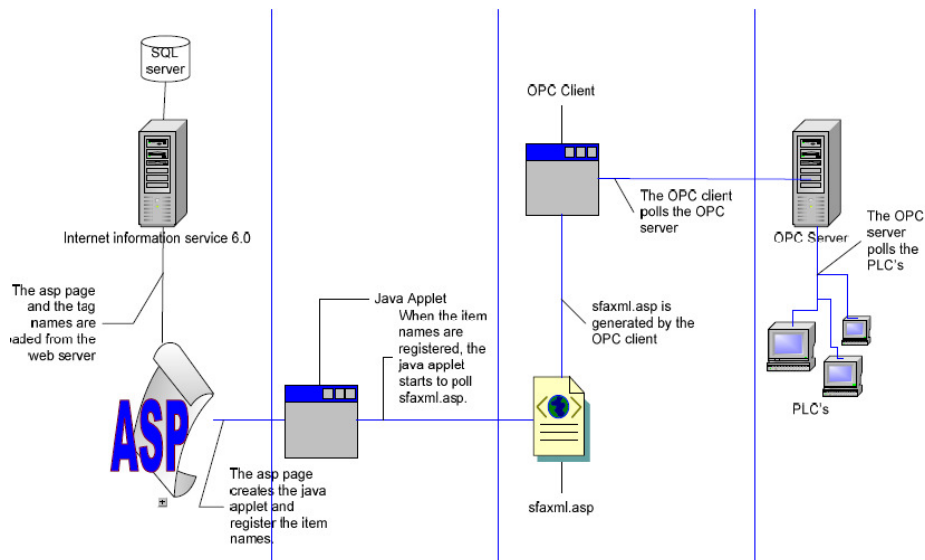 SQL
server
Internet information service 6.0
The asp page
and the tag
names are
oaded from the
web server
ASP
The asp page
creates the java
applet and
register the item
names.
Java Applet
When the item
names are
registered, the
java applet
starts to poll
sfaxml.asp.
OPC Client
The OPC client
polls the OPC
server
sfaxml.asp is
generated by the
OPC client
sfaxml.asp
OPC Server
The OPC
server
polls the
PLC's
PLC's